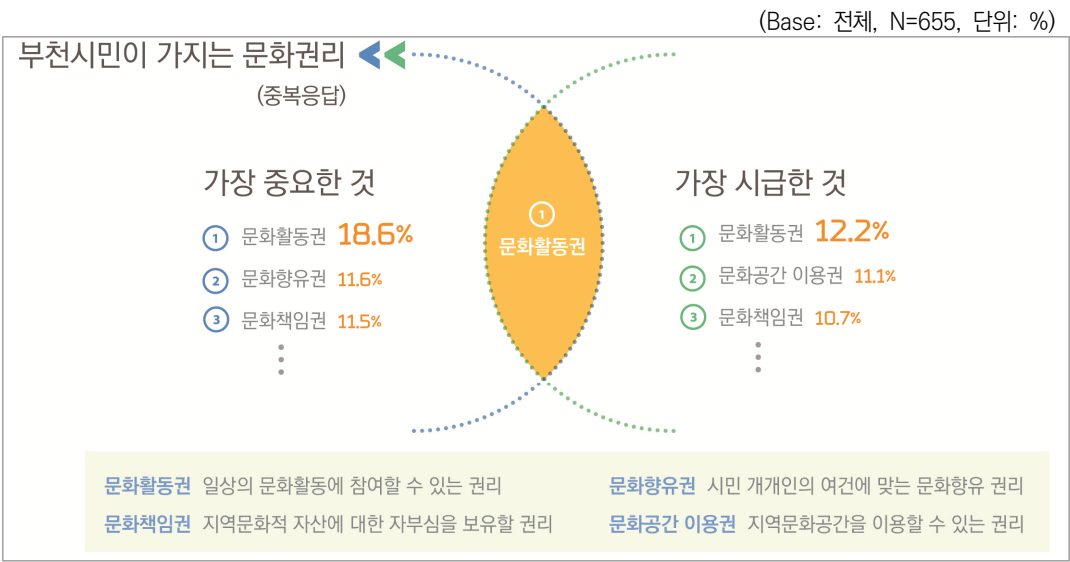 (Base: 전체, N=655, 단위: %)
부천시민이 가지는 문화권리
(중복응답)
가장 중요한 것
1 문화활동권 18.6%
2 문화향유권 11.6%
3 문화책임권 11.5%
1
문화활동권
가장 시급한 것
1 문화활동권 12.2%
2 문화공간 이용권 11.1%
3 문화책임권 10.7%
문화활동권 일상의 문화활동에 참여할 수 있는 권리
문화향유권 시민 개개인의 여건에 맞는 문화향유 권리
문화책임권 지역문화적 자산에 대한 자부심을 보유할 권리
문화공간 이용권 지역문화공간을 이용할 수 있는 권리